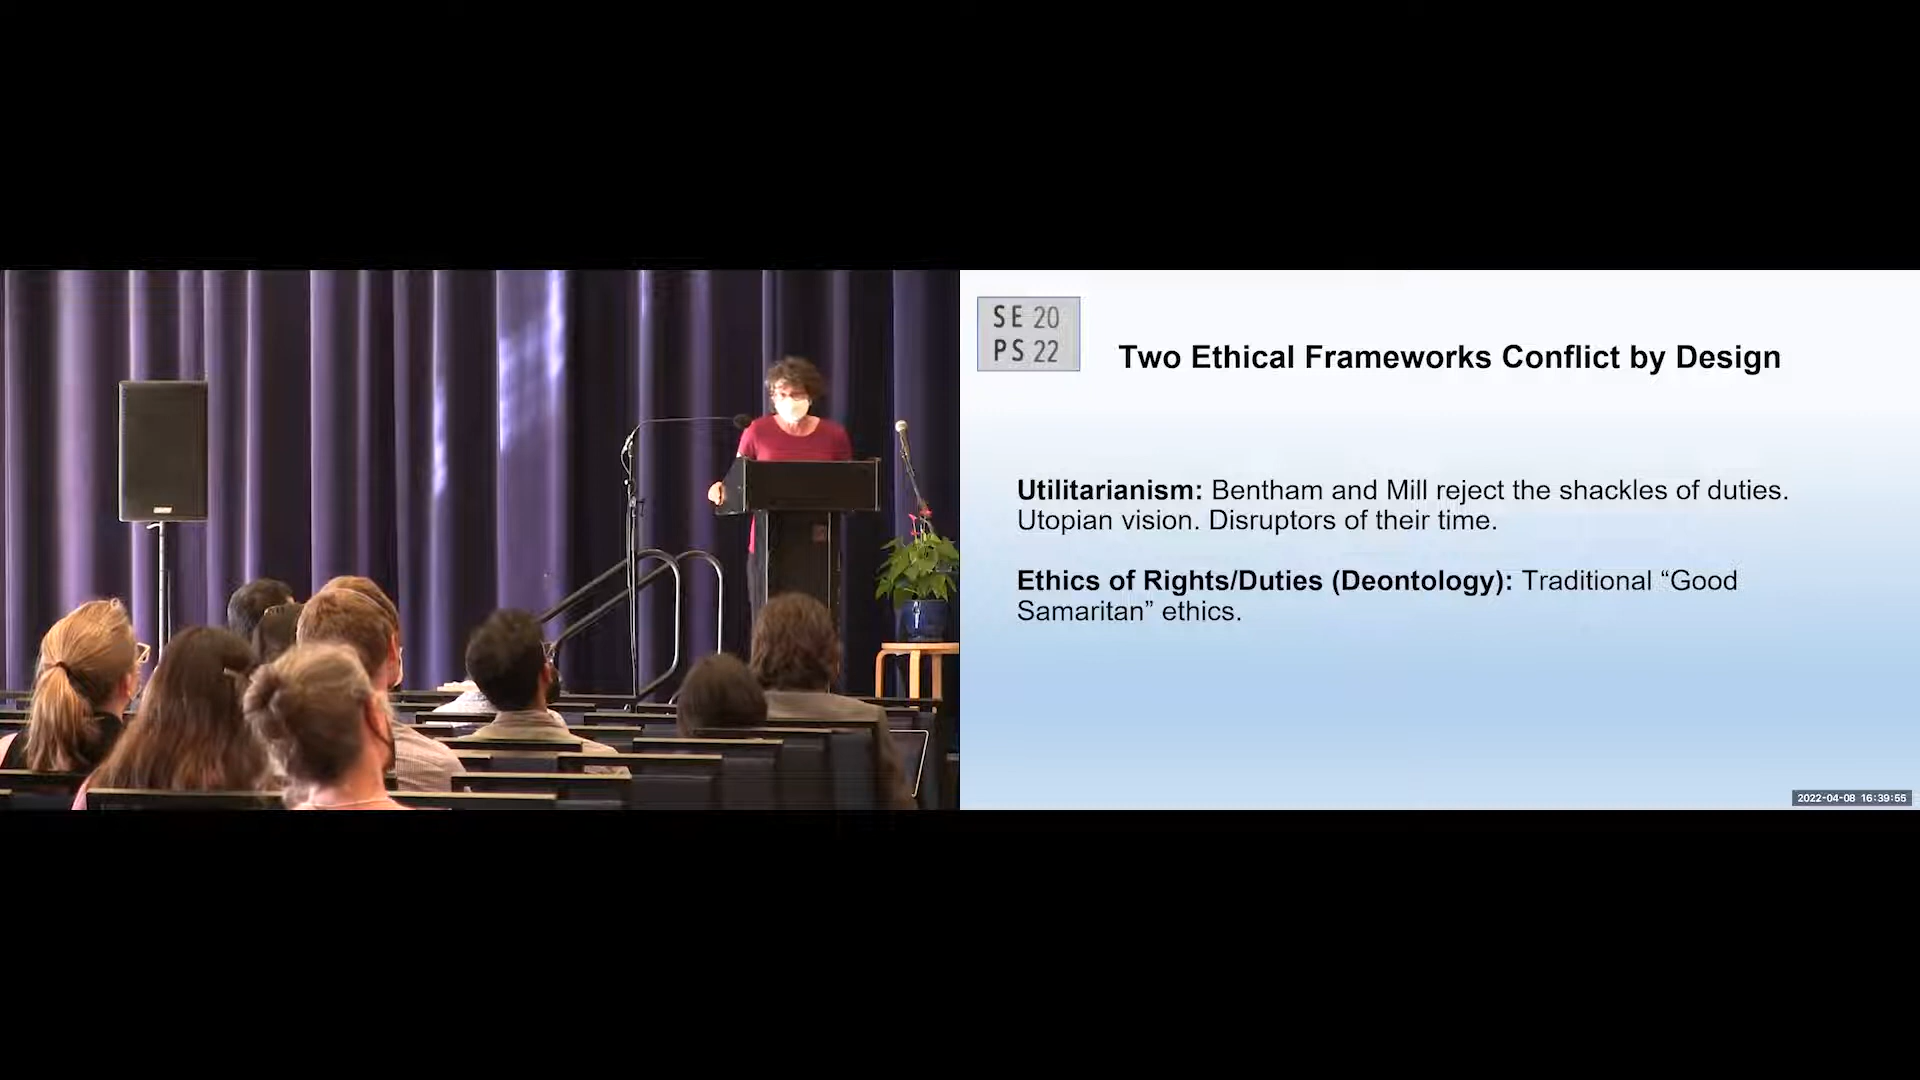 SE 20
PS 22
Two Ethical Frameworks Conflict by Design
Utilitarianism: Bentham and Mill reject the shackles of duties.
Utopian vision. Disruptors of their time.
Ethics of Rights/Duties (Deontology): Traditional “Good
Samaritan” ethics.
2022-04-08 16:39:55